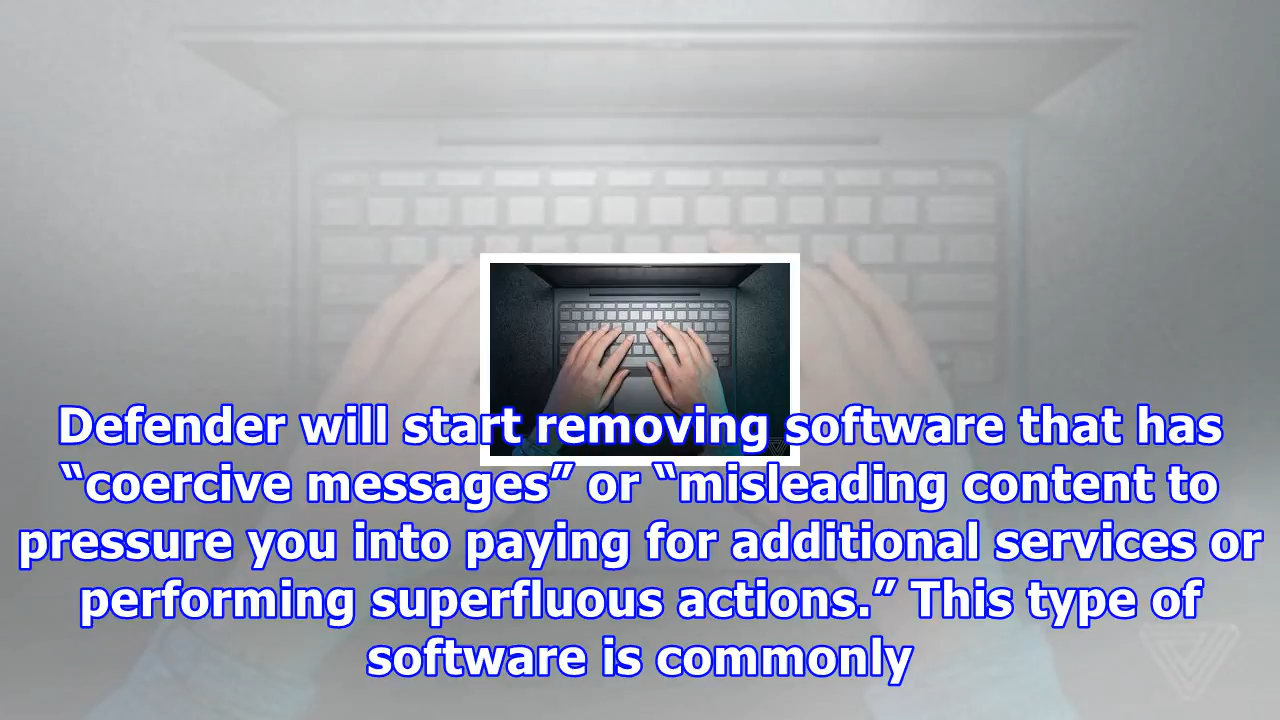 Defender will start removing software that has
“coercive messages” or “misleading content to
pressure you into paying for additional services or
performing superfluous actions.” This type of
software is commonly